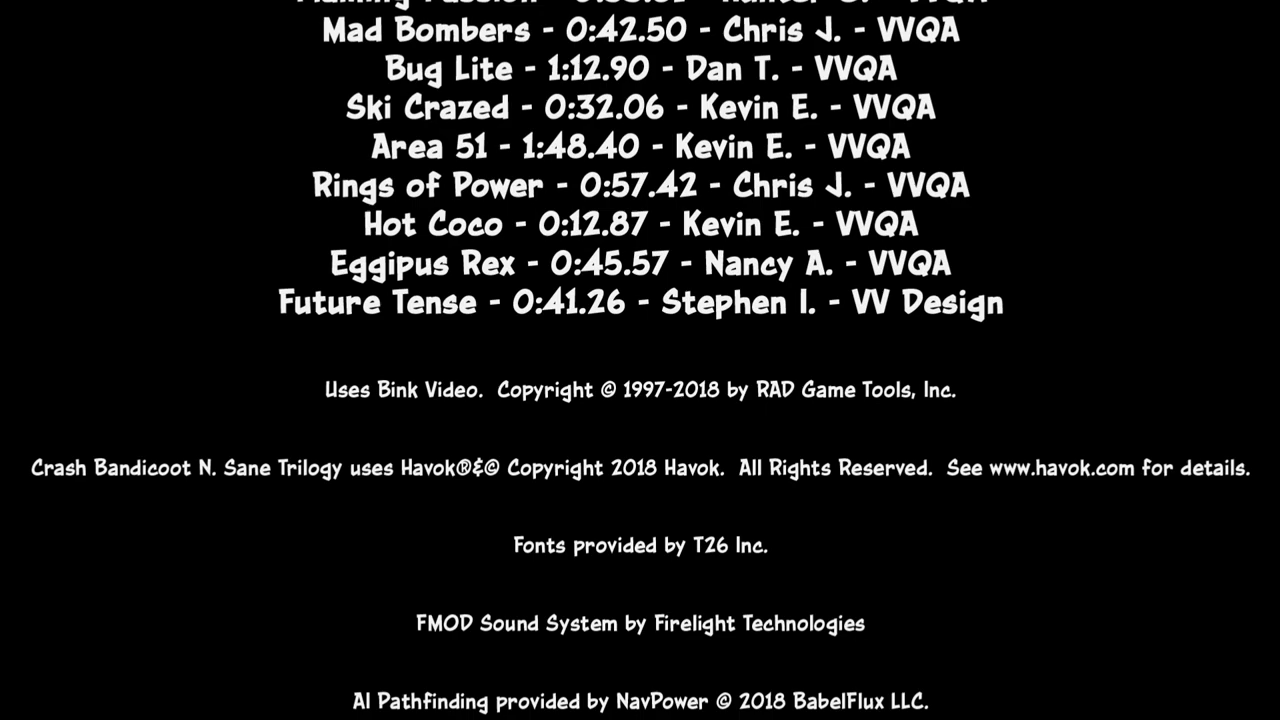 Mad Bombers - 0:42.50 - Chris J. - VVQA
Bug Lite - 1:12.90 - Dan T. - VVQA
Ski Crazed - 0:32.06 - Kevin E. - VVQA
Area 51 - 1:48.40 - Kevin E. - VVQA
Rings of Power - 0:57.42 - Chris J. - VVQA
Hot Coco - 0:12.87 - Kevin E. - VVQA
Eggipus Rex - 0:45.57 - Nancy A. - VVQA
Future Tense - 0:41.26 - Stephen I. - VV Design
Uses Bink Video.  Copyright © 1997-2018 by RAD Game Tools, Inc.
Crash Bandicoot N. Sane Trilogy uses Havok®&© Copyright 2018 Havok.  All Rights Reserved.  See www.havok.com for details.
Fonts provided by T26 Inc.
FMOD Sound System by Firelight Technologies
AI Pathfinding provided by NavPower © 2018 BabelFlux LLC.